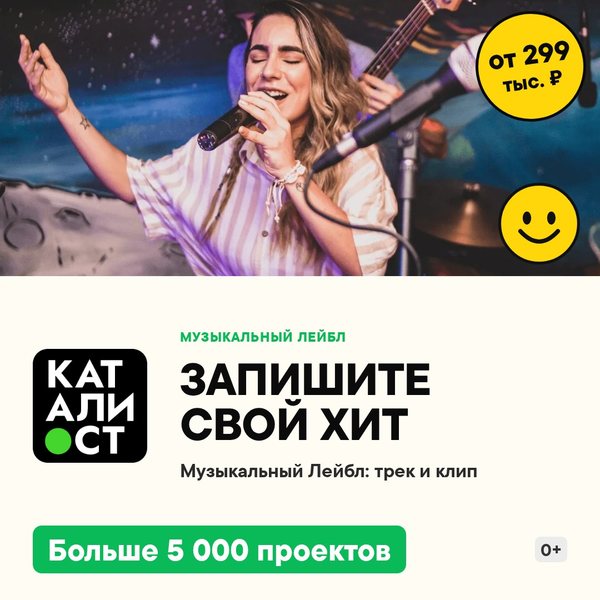 от 299
тыс. ₽
МУЗЫКАЛЬНЫЙ ЛЕЙБЛ
КАТ
АЛИ
ОСТ
ЗАПИШИТЕ
СВОЙ ХИТ
Музыкальный Лейбл: трек и клип
Больше 5 000 проектов
0+